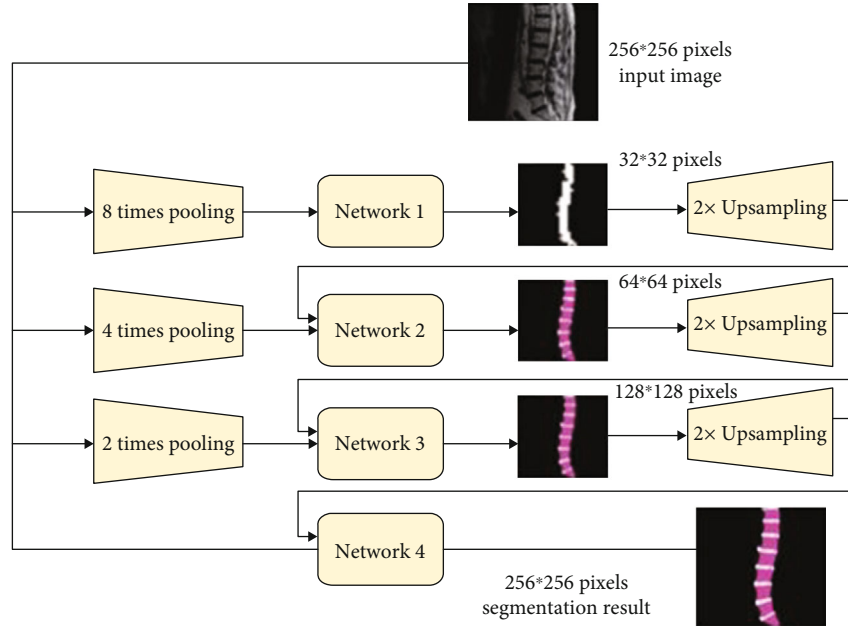 256*256 pixels
input image
32*32 pixels
8 times pooling
Network 1
2× Upsampling
64*64 pixels
4 times pooling
Network 2
2× Upsampling
128*128 pixels
2 times pooling
Network 3
2× Upsampling
Network 4
256*256 pixels
segmentation result